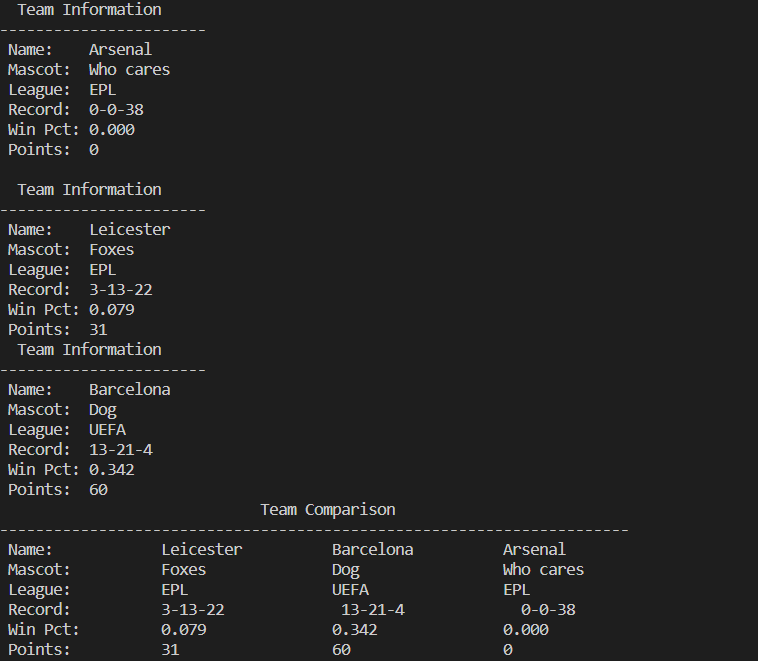 Team Information
-----------------------
 Name:    Arsenal
 Mascot:  Who cares
 League:  EPL
 Record:  0-0-38
 Win Pct: 0.000
 Points:  0

  Team Information
-----------------------
 Name:    Leicester
 Mascot:  Foxes
 League:  EPL
 Record:  3-13-22
 Win Pct: 0.079
 Points:  31
  Team Information
-----------------------
 Name:    Barcelona
 Mascot:  Dog
 League:  UEFA
 Record:  13-21-4
 Win Pct: 0.342
 Points:  60
                             Team Comparison
----------------------------------------------------------------------
 Name:            Leicester          Barcelona          Arsenal
 Mascot:          Foxes              Dog                Who cares
 League:          EPL                UEFA               EPL
 Record:          3-13-22             13-21-4             0-0-38
 Win Pct:         0.079              0.342              0.000
 Points:          31                 60                 0